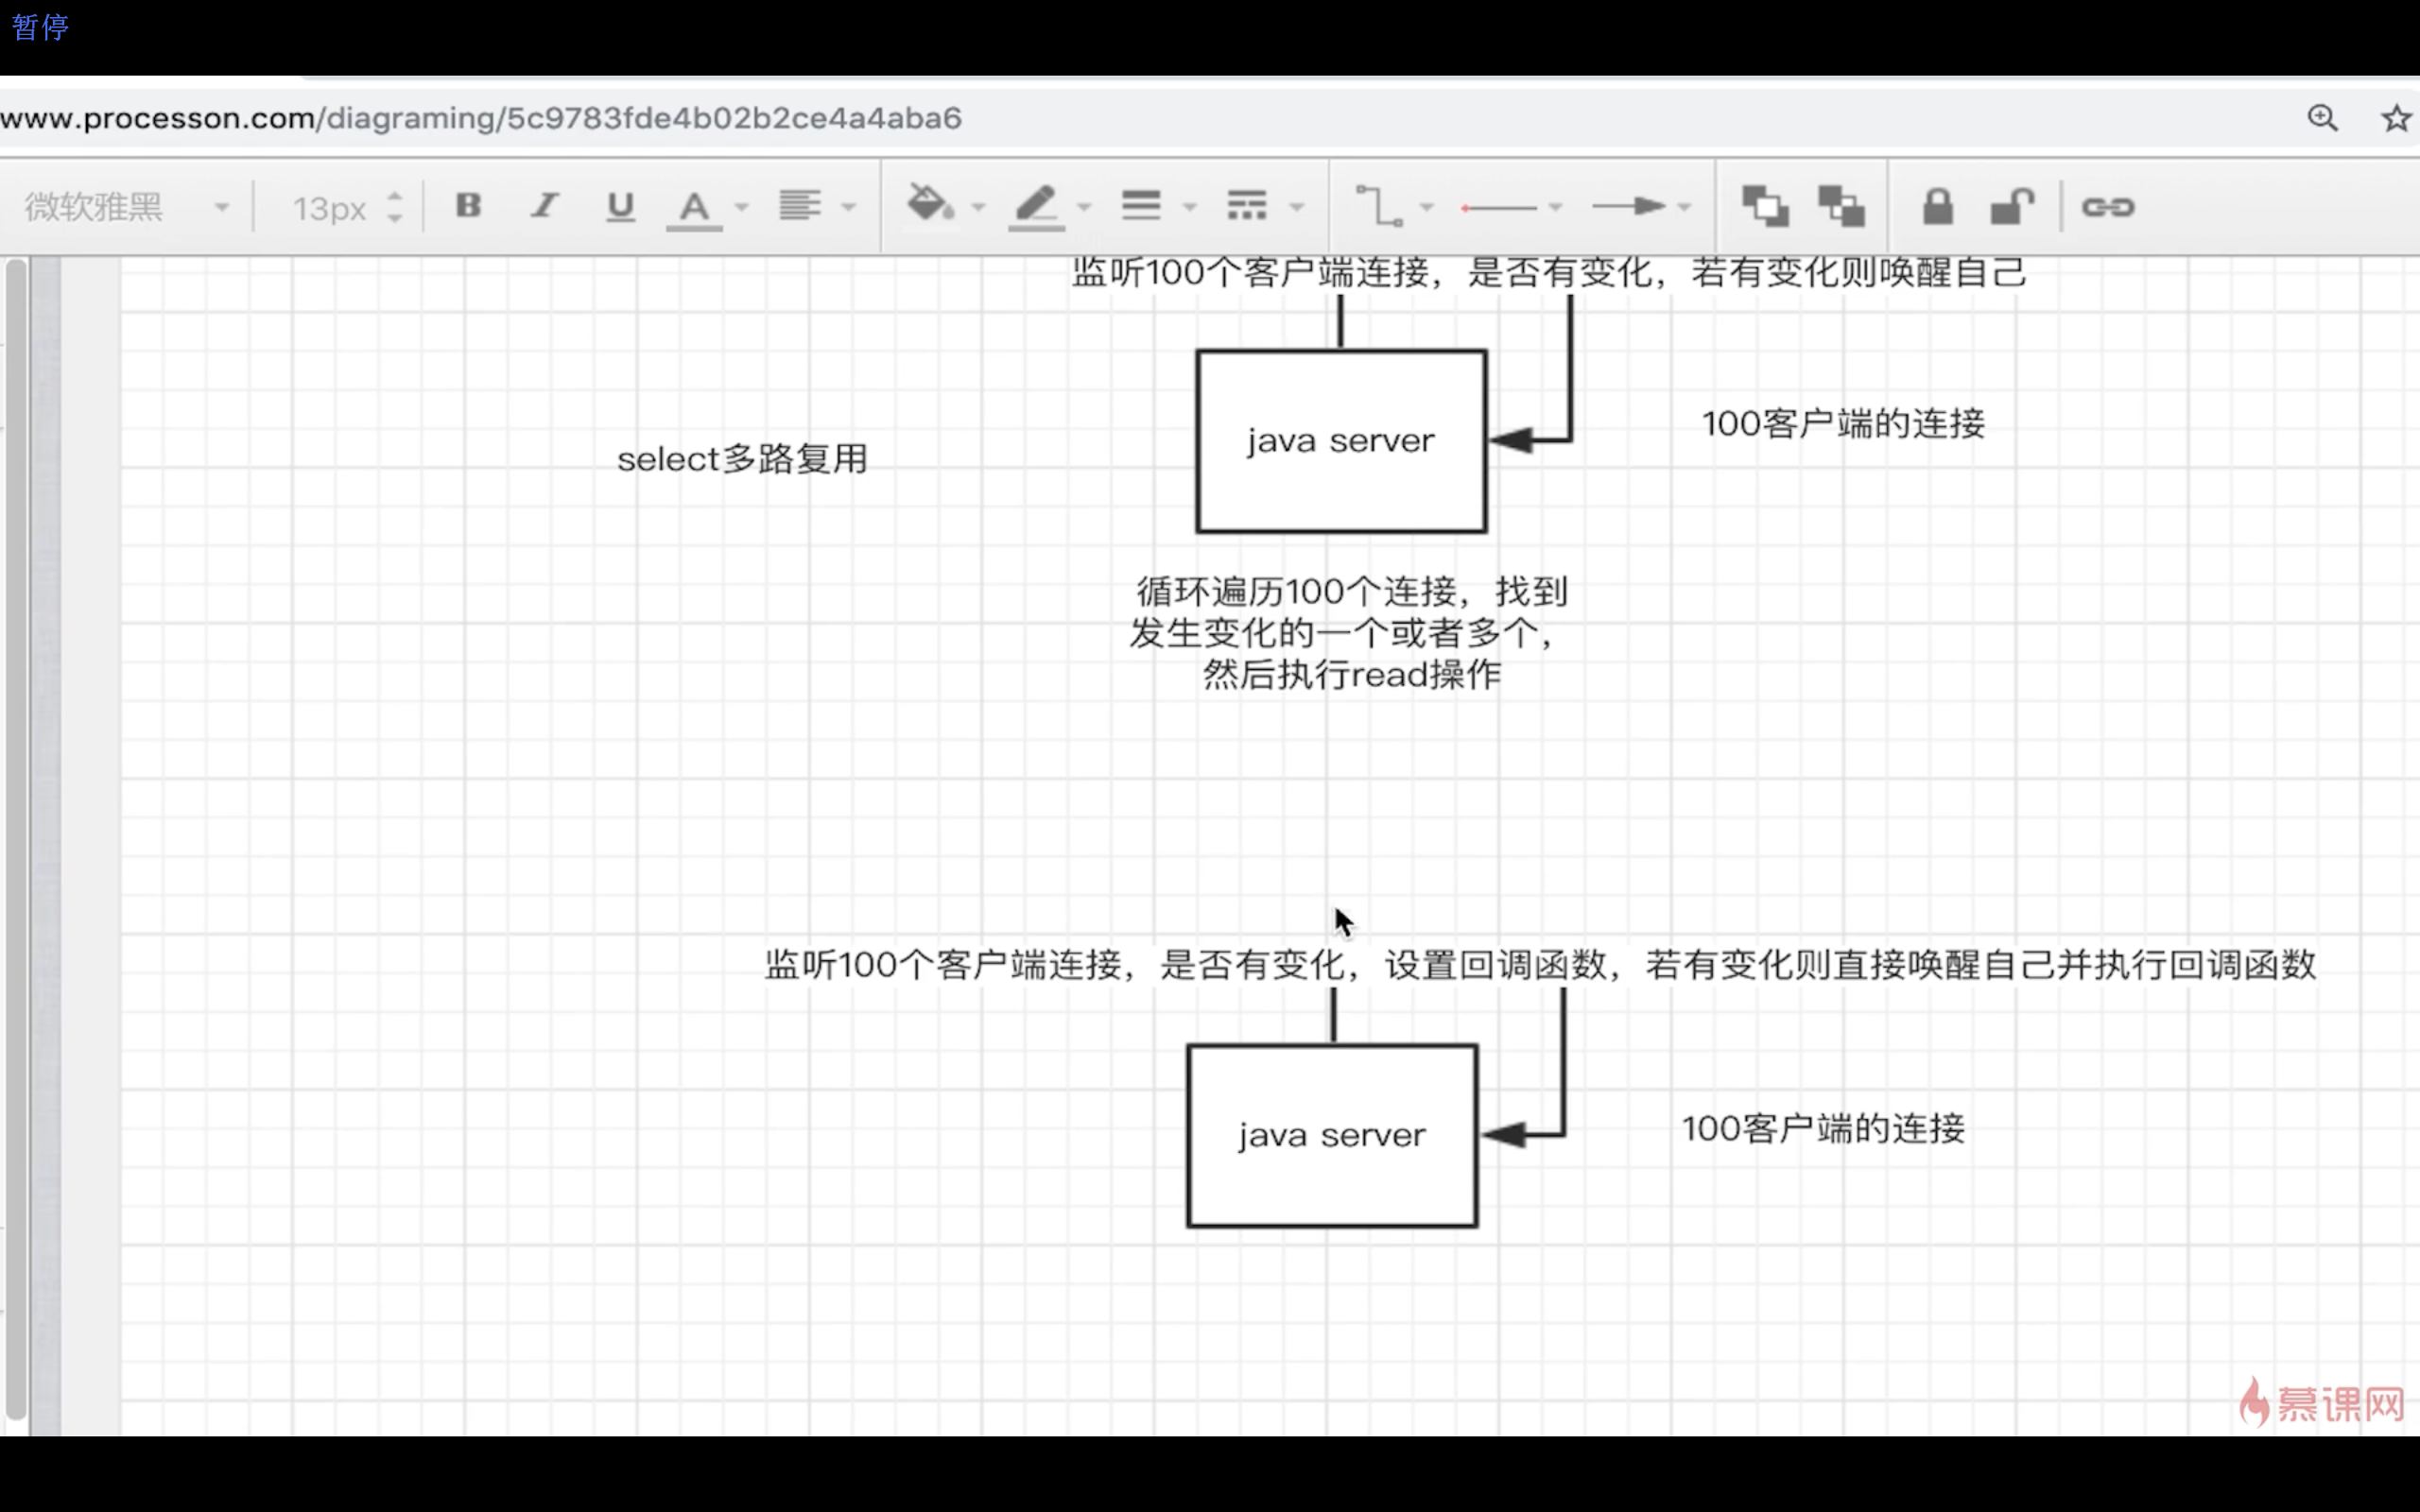 暂停
www.processon.com/diagraming/5c9783fde4b02b2ce4a4aba6
微软雅黑 13px B I U A
监听100个客户端连接，是否有变化，若有变化则唤醒自己
java server
100客户端的连接
select多路复用
循环遍历100个连接，找到
发生变化的一个或者多个，
然后执行read操作
监听100个客户端连接，是否有变化，设置回调函数，若有变化则直接唤醒自己并执行回调函数
java server
100客户端的连接
慕课网